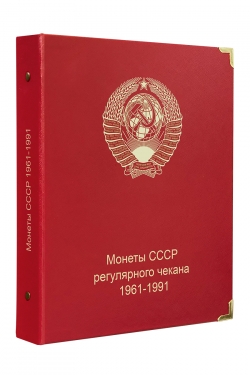 Монеты СССР 1961-1991
Монеты СССР
регулярного чекана
1961-1991